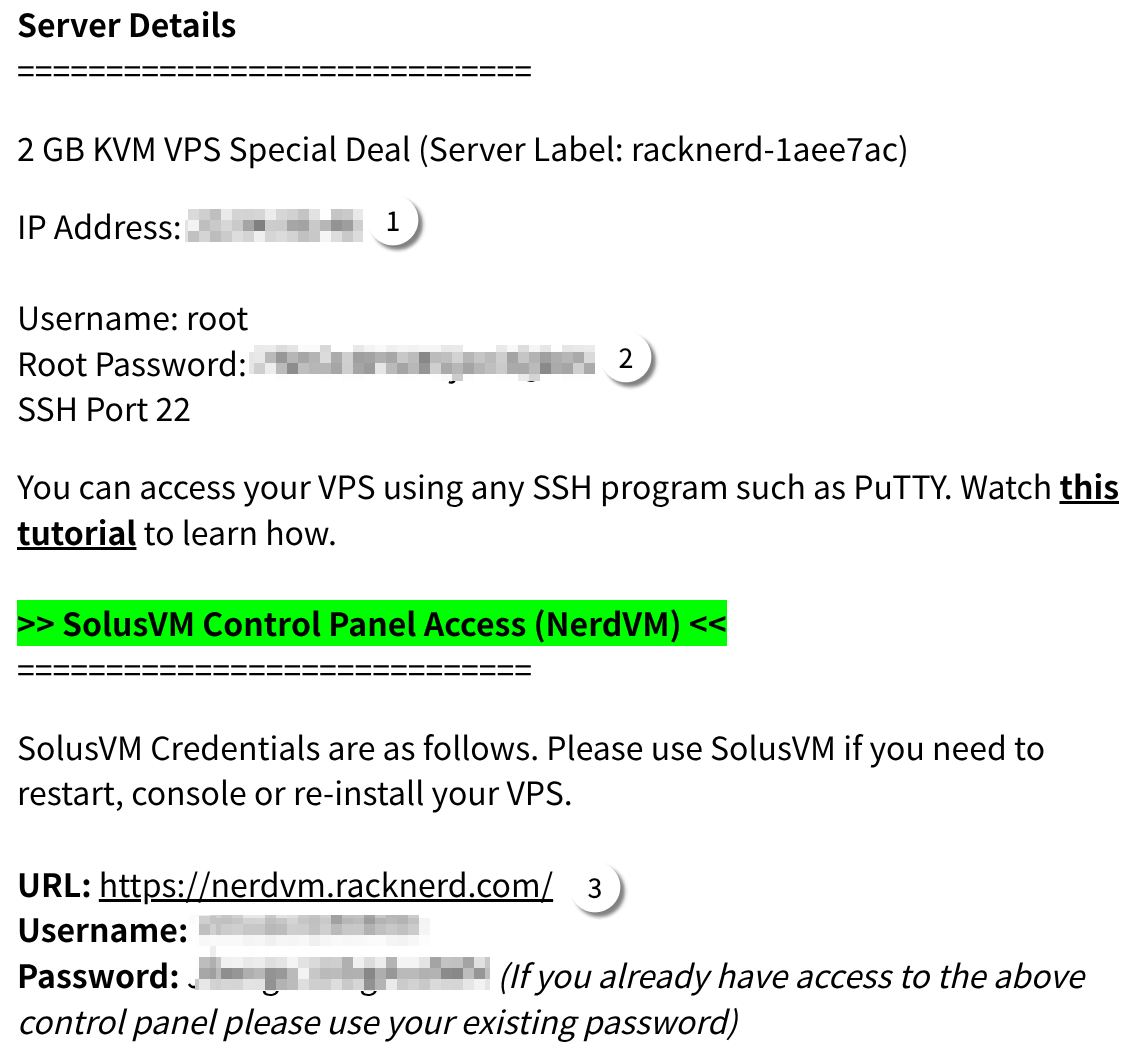 Server Details
=============================
2 GB KVM VPS Special Deal (Server Label: racknerd-1aee7ac)
IP Address: 1
Username: root
Root Password: 2
SSH Port 22
You can access your VPS using any SSH program such as PuTTY. Watch this
tutorial to learn how.
>> SolusVM Control Panel Access (NerdVM) <<
=============================
SolusVM Credentials are as follows. Please use SolusVM if you need to
restart, console or re-install your VPS.
URL: https://nerdvm.racknerd.com/ 3
Username:
Password: (If you already have access to the above
control panel please use your existing password)